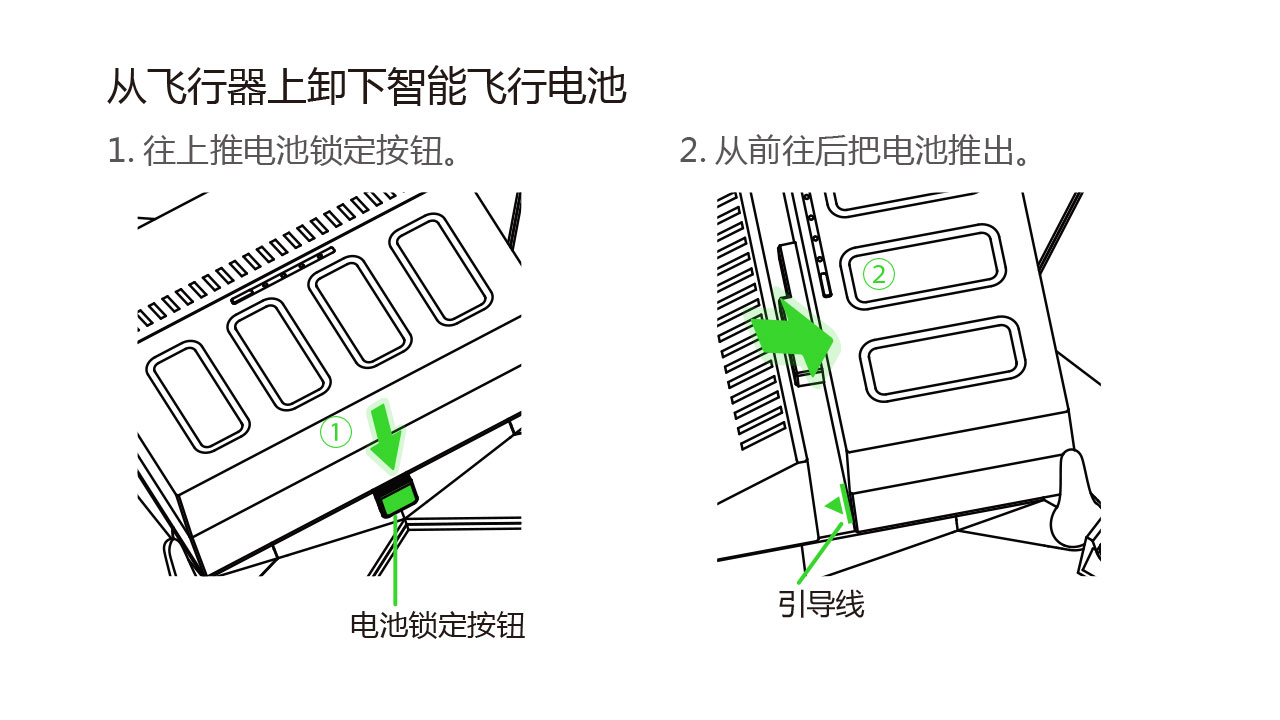 从飞行器上卸下智能飞行电池
1. 往上推电池锁定按钮。
2. 从前往后把电池推出。
①
②
电池锁定按钮
引导线